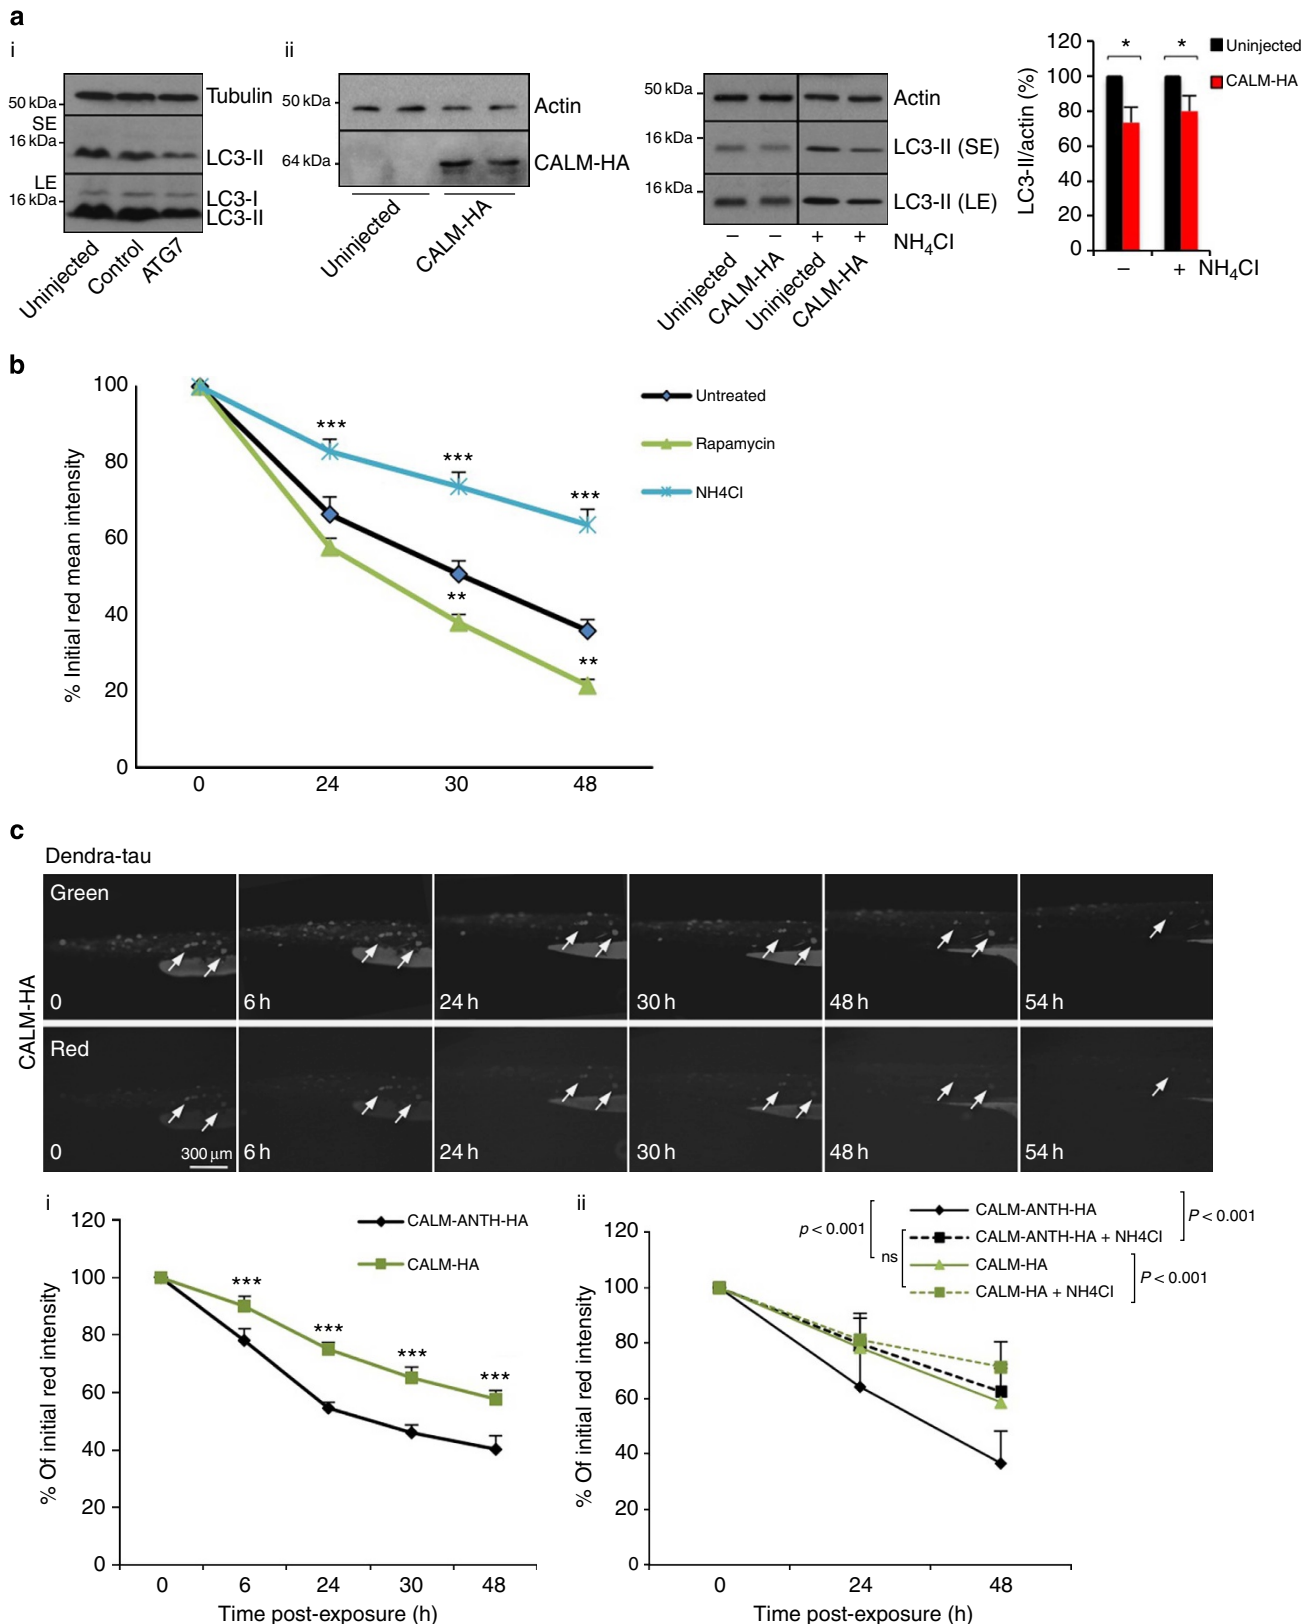 a
i
50 kDa
Tubulin
SE
16 kDa
LC3-II
LE
16 kDa
LC3-I
LC3-II
Uninjected
Control
ATG7
ii
50 kDa
Actin
64 kDa
CALM-HA
Uninjected
CALM-HA
50 kDa
Actin
16 kDa
LC3-II (SE)
16 kDa
LC3-II (LE)
– – + + NH4Cl
Uninjected
CALM-HA
Uninjected
CALM-HA
LC3-II/actin (%)
120
100
80
60
40
20
0
* *
Uninjected
CALM-HA
– + NH4Cl
b
% Initial red mean intensity
100
80
60
40
20
0
0 24 30 48
***
***
***
**
**
Untreated
Rapamycin
NH4Cl
c
Dendra-tau
CALM-HA
Green
0 6 h 24 h 30 h 48 h 54 h
Red
0 300 µm 6 h 24 h 30 h 48 h 54 h
i
% Of initial red intensity
120
100
80
60
40
20
0
*** *** *** ***
CALM-ANTH-HA
CALM-HA
0 6 24 30 48
Time post-exposure (h)
ii
% Of initial red intensity
120
100
80
60
40
20
0
p < 0.001
ns
CALM-ANTH-HA
CALM-ANTH-HA + NH4Cl
CALM-HA
CALM-HA + NH4Cl
P < 0.001
P < 0.001
0 24 48
Time post-exposure (h)